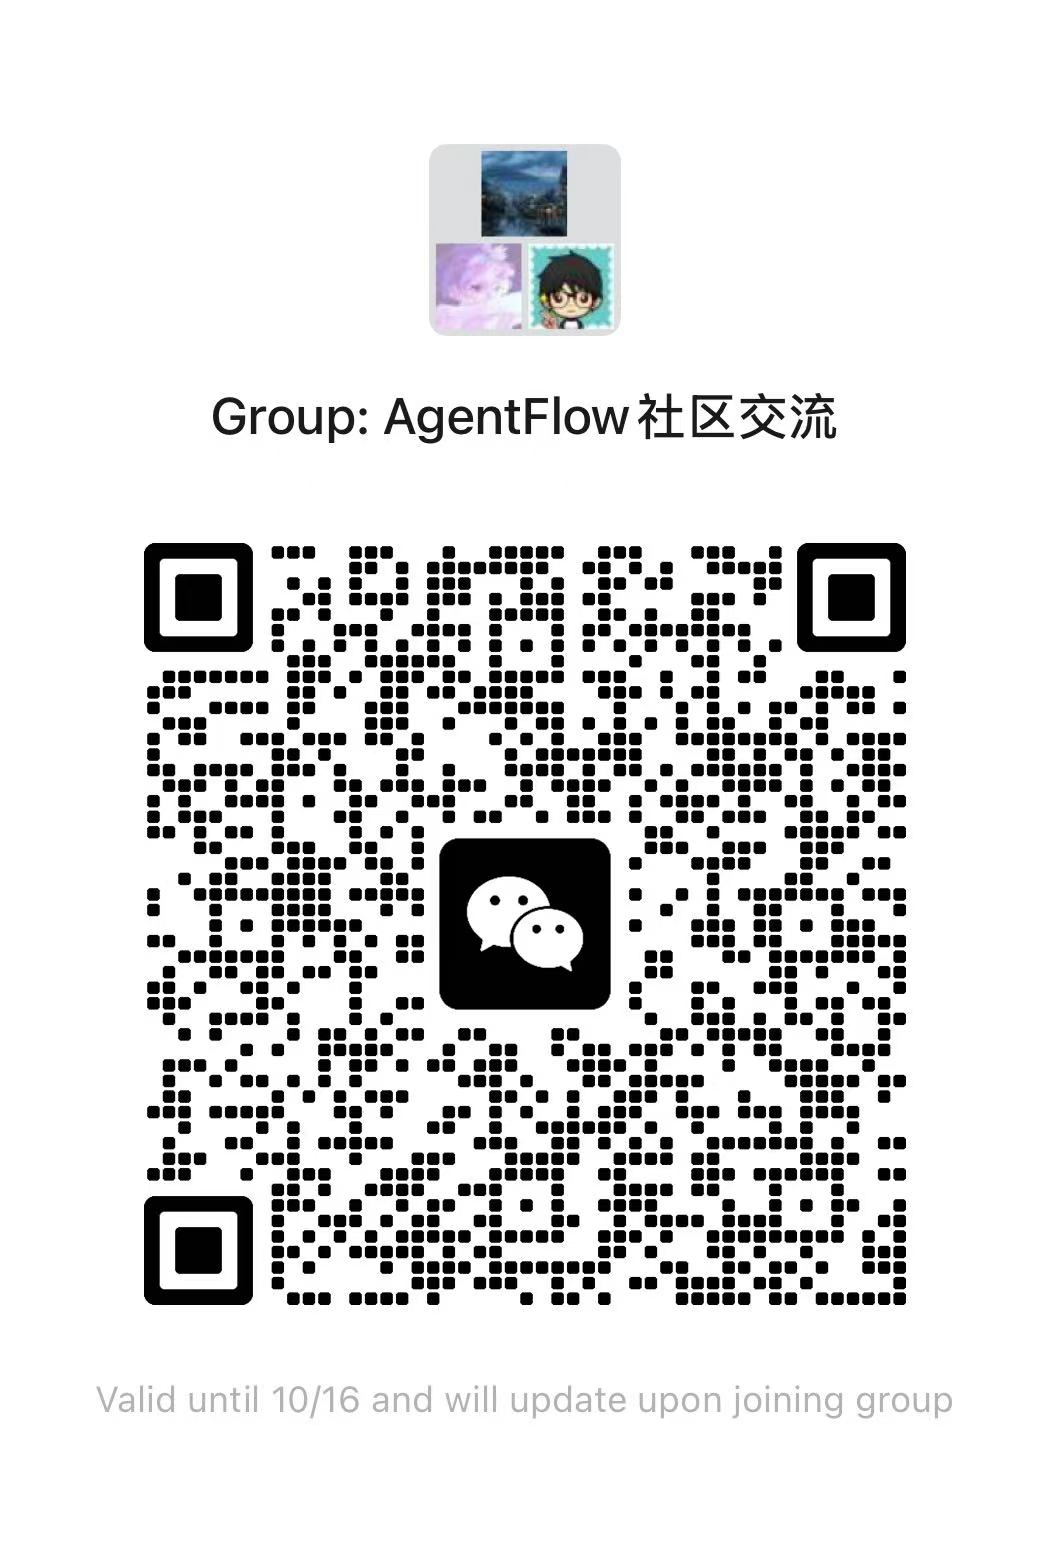 Group: AgentFlow社区交流
Valid until 10/16 and will update upon joining group